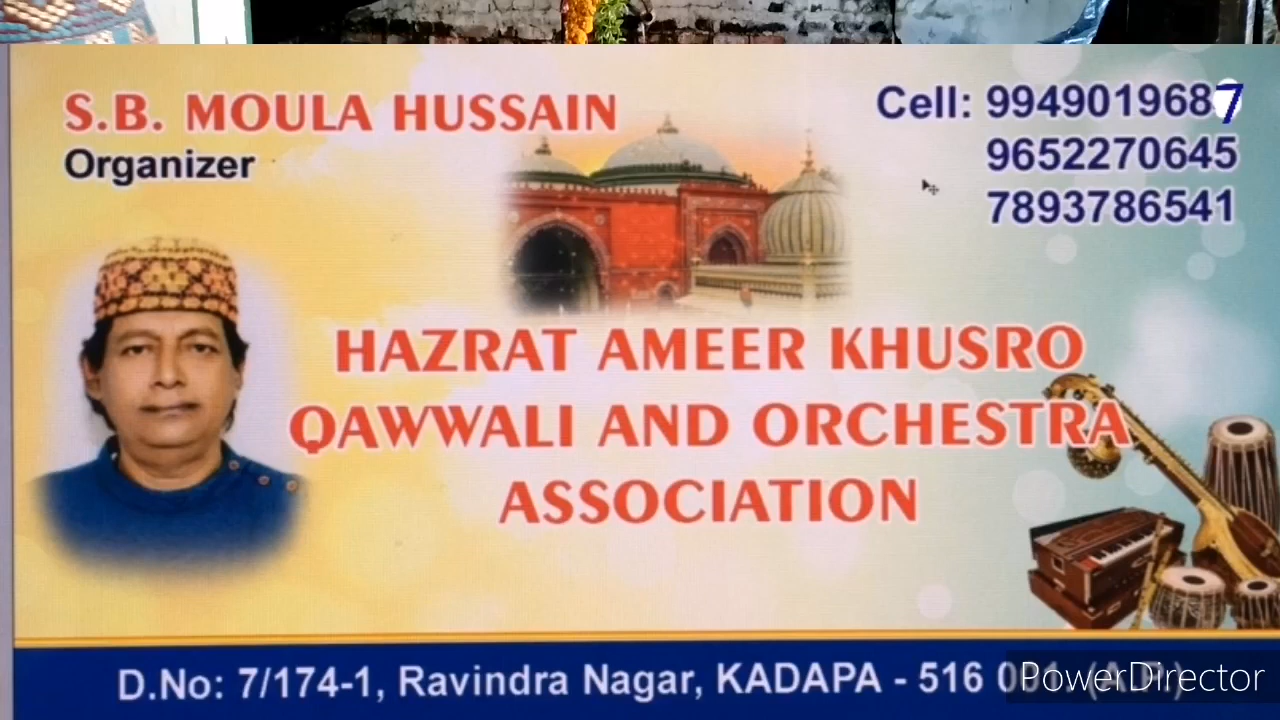 S.B. MOULA HUSSAIN
Organizer
Cell: 9949019687
9652270645
7893786541
HAZRAT AMEER KHUSRO
QAWWALI AND ORCHESTRA
ASSOCIATION
D.No: 7/174-1, Ravindra Nagar, KADAPA - 516 001. (A.P.)
PowerDirector